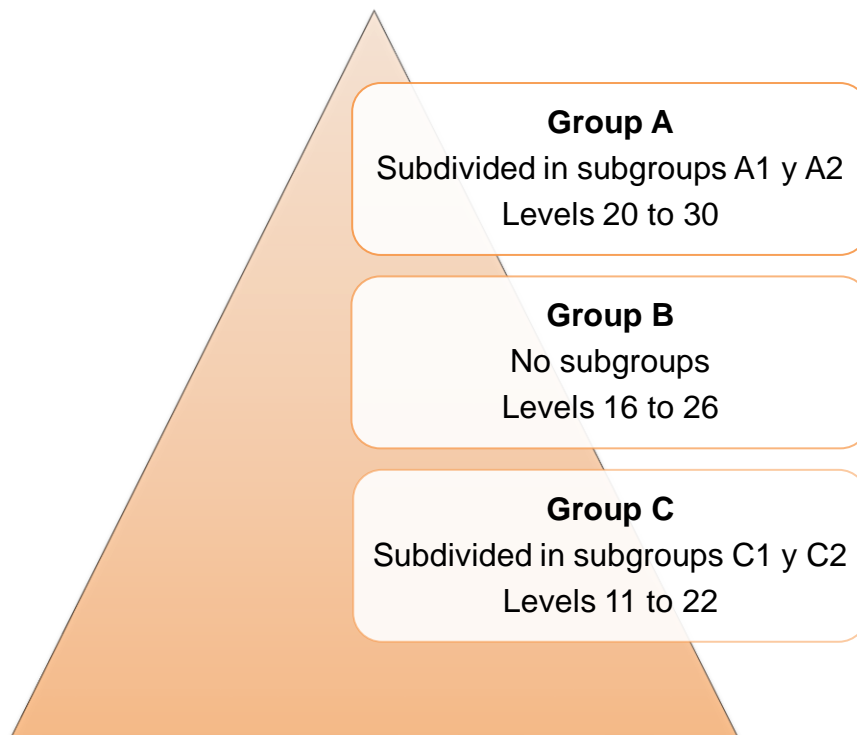 Group A
Subdivided in subgroups A1 y A2
Levels 20 to 30
Group B
No subgroups
Levels 16 to 26
Group C
Subdivided in subgroups C1 y C2
Levels 11 to 22